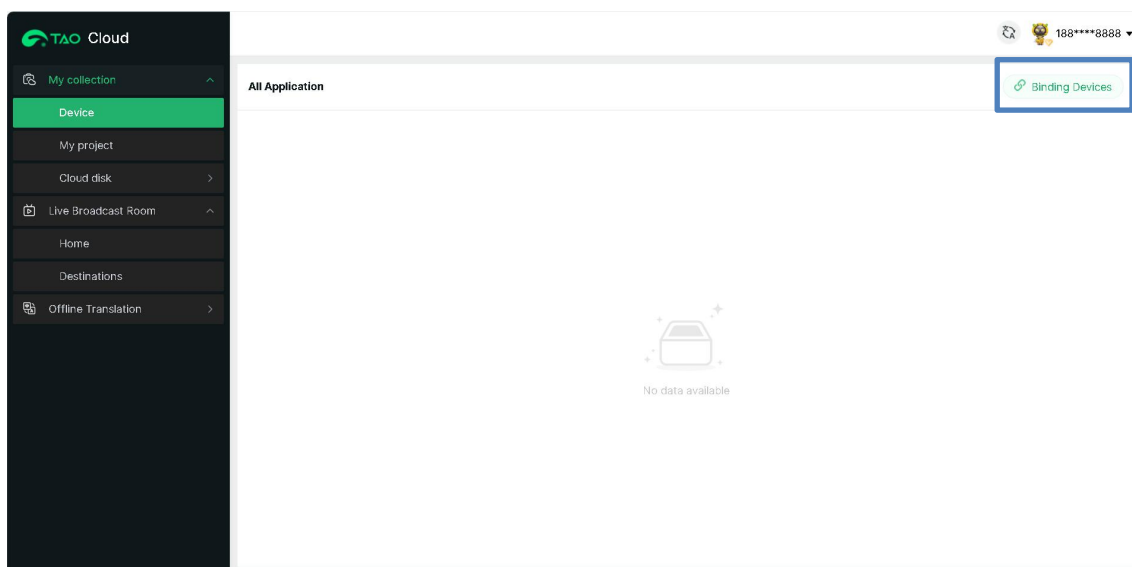 TAO Cloud
188****8888
My collection
Device
My project
Cloud disk
Live Broadcast Room
Home
Destinations
Offline Translation
All Application
Binding Devices
No data available